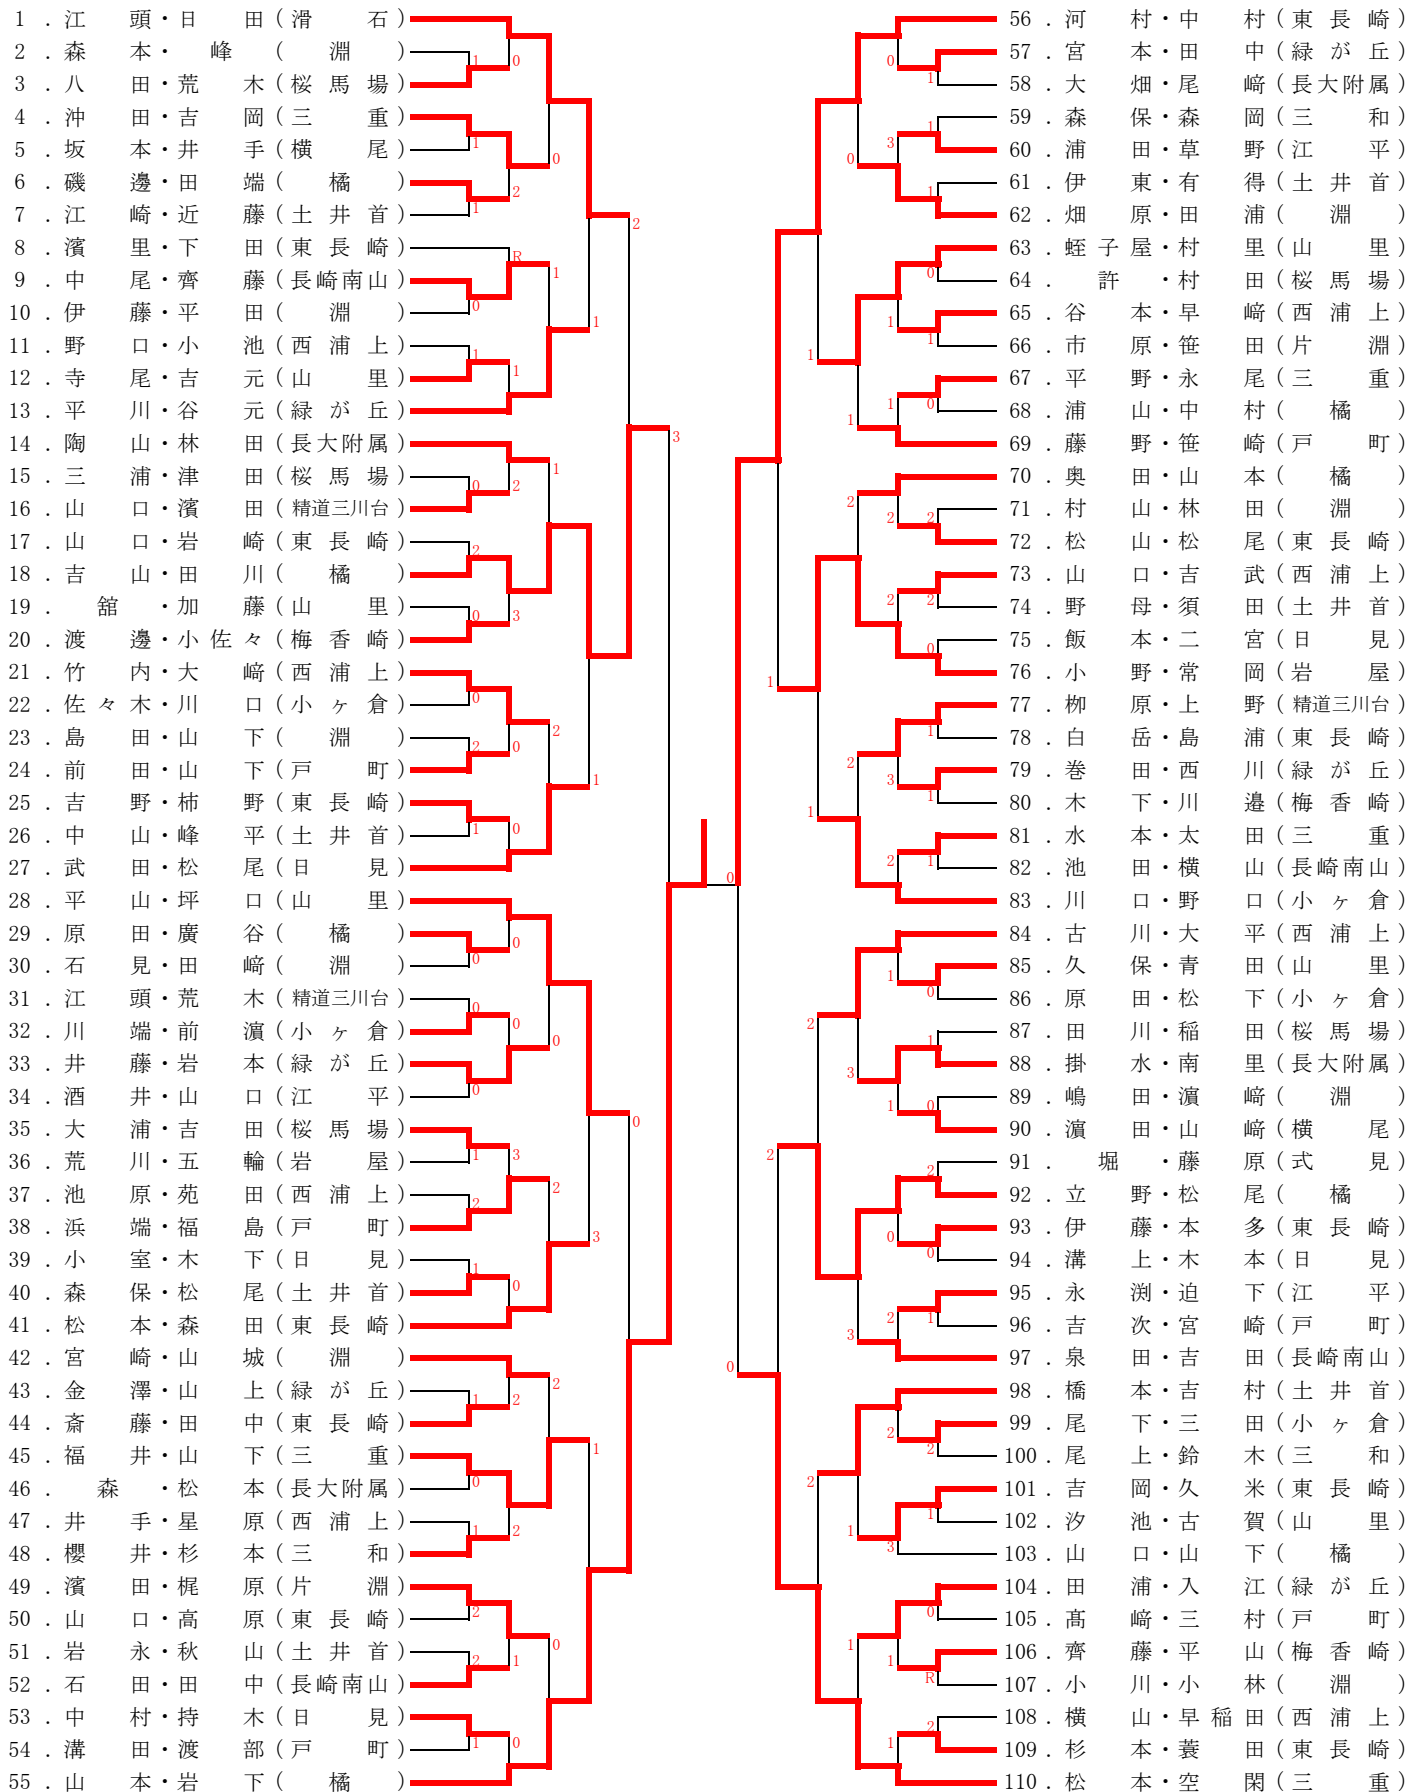 1 . 江頭・日田 (滑石)
2 . 森本・峰 (淵)
3 . 八田・荒木 (桜馬場)
4 . 沖田・吉岡 (三重)
5 . 坂本・井手 (横尾)
6 . 磯邊・田端 (橘)
7 . 江崎・近藤 (土井首)
8 . 濱里・下田 (東長崎)
9 . 中尾・齊藤 (長崎南山)
10 . 伊藤・平田 (淵)
11 . 野口・小池 (西浦上)
12 . 寺尾・吉元 (山里)
13 . 平川・谷元 (緑が丘)
14 . 陶山・林田 (長大附属)
15 . 三浦・津田 (桜馬場)
16 . 山口・濱田 (精道三川台)
17 . 山口・岩崎 (東長崎)
18 . 吉山・田川 (橘)
19 . 舘・加藤 (山里)
20 . 渡邊・小佐々 (梅香崎)
21 . 竹内・大﨑 (西浦上)
22 . 佐々木・川口 (小ヶ倉)
23 . 島田・山下 (淵)
24 . 前田・山下 (戸町)
25 . 吉野・柿野 (東長崎)
26 . 中山・峰平 (土井首)
27 . 武田・松尾 (日見)
28 . 平山・坪口 (山里)
29 . 原田・廣谷 (橘)
30 . 石見・田﨑 (淵)
31 . 江頭・荒木 (精道三川台)
32 . 川端・前濵 (小ヶ倉)
33 . 井藤・岩本 (緑が丘)
34 . 酒井・山口 (江平)
35 . 大浦・吉田 (桜馬場)
36 . 荒川・五輪 (岩屋)
37 . 池原・苑田 (西浦上)
38 . 浜端・福島 (戸町)
39 . 小室・木下 (日見)
40 . 森保・松尾 (土井首)
41 . 松本・森田 (東長崎)
42 . 宮崎・山城 (淵)
43 . 金澤・山上 (緑が丘)
44 . 斎藤・田中 (東長崎)
45 . 福井・山下 (三重)
46 . 森・松本 (長大附属)
47 . 井手・星原 (西浦上)
48 . 櫻井・杉本 (三和)
49 . 濱田・梶原 (片淵)
50 . 山口・高原 (東長崎)
51 . 岩永・秋山 (土井首)
52 . 石田・田中 (長崎南山)
53 . 中村・持木 (日見)
54 . 溝田・渡部 (戸町)
55 . 山本・岩下 (橘)
56 . 河村・中村 (東長崎)
57 . 宮本・田中 (緑が丘)
58 . 大畑・尾﨑 (長大附属)
59 . 森保・森岡 (三和)
60 . 浦田・草野 (江平)
61 . 伊東・有得 (土井首)
62 . 畑原・田浦 (淵)
63 . 蛭子屋・村里 (山里)
64 . 許・村田 (桜馬場)
65 . 谷本・早﨑 (西浦上)
66 . 市原・笹田 (片淵)
67 . 平野・永尾 (三重)
68 . 浦山・中村 (橘)
69 . 藤野・笹崎 (戸町)
70 . 奥田・山本 (橘)
71 . 村山・林田 (淵)
72 . 松山・松尾 (東長崎)
73 . 山口・吉武 (西浦上)
74 . 野母・須田 (土井首)
75 . 飯本・二宮 (日見)
76 . 小野・常岡 (岩屋)
77 . 栁原・上野 (精道三川台)
78 . 白岳・島浦 (東長崎)
79 . 巻田・西川 (緑が丘)
80 . 木下・川邉 (梅香崎)
81 . 水本・太田 (三重)
82 . 池田・横山 (長崎南山)
83 . 川口・野口 (小ヶ倉)
84 . 古川・大平 (西浦上)
85 . 久保・青田 (山里)
86 . 原田・松下 (小ヶ倉)
87 . 田川・稲田 (桜馬場)
88 . 掛水・南里 (長大附属)
89 . 嶋田・濵﨑 (淵)
90 . 濵田・山﨑 (横尾)
91 . 堀・藤原 (式見)
92 . 立野・松尾 (橘)
93 . 伊藤・本多 (東長崎)
94 . 溝上・木本 (日見)
95 . 永渕・迫下 (江平)
96 . 吉次・宮崎 (戸町)
97 . 泉田・吉田 (長崎南山)
98 . 橋本・吉村 (土井首)
99 . 尾下・三田 (小ヶ倉)
100 . 尾上・鈴木 (三和)
101 . 吉岡・久米 (東長崎)
102 . 汐池・古賀 (山里)
103 . 山口・山下 (橘)
104 . 田浦・入江 (緑が丘)
105 . 髙﨑・三村 (戸町)
106 . 齊藤・平山 (梅香崎)
107 . 小川・小林 (淵)
108 . 横山・早稲田 (西浦上)
109 . 杉本・蓑田 (東長崎)
110 . 松本・空閑 (三重)